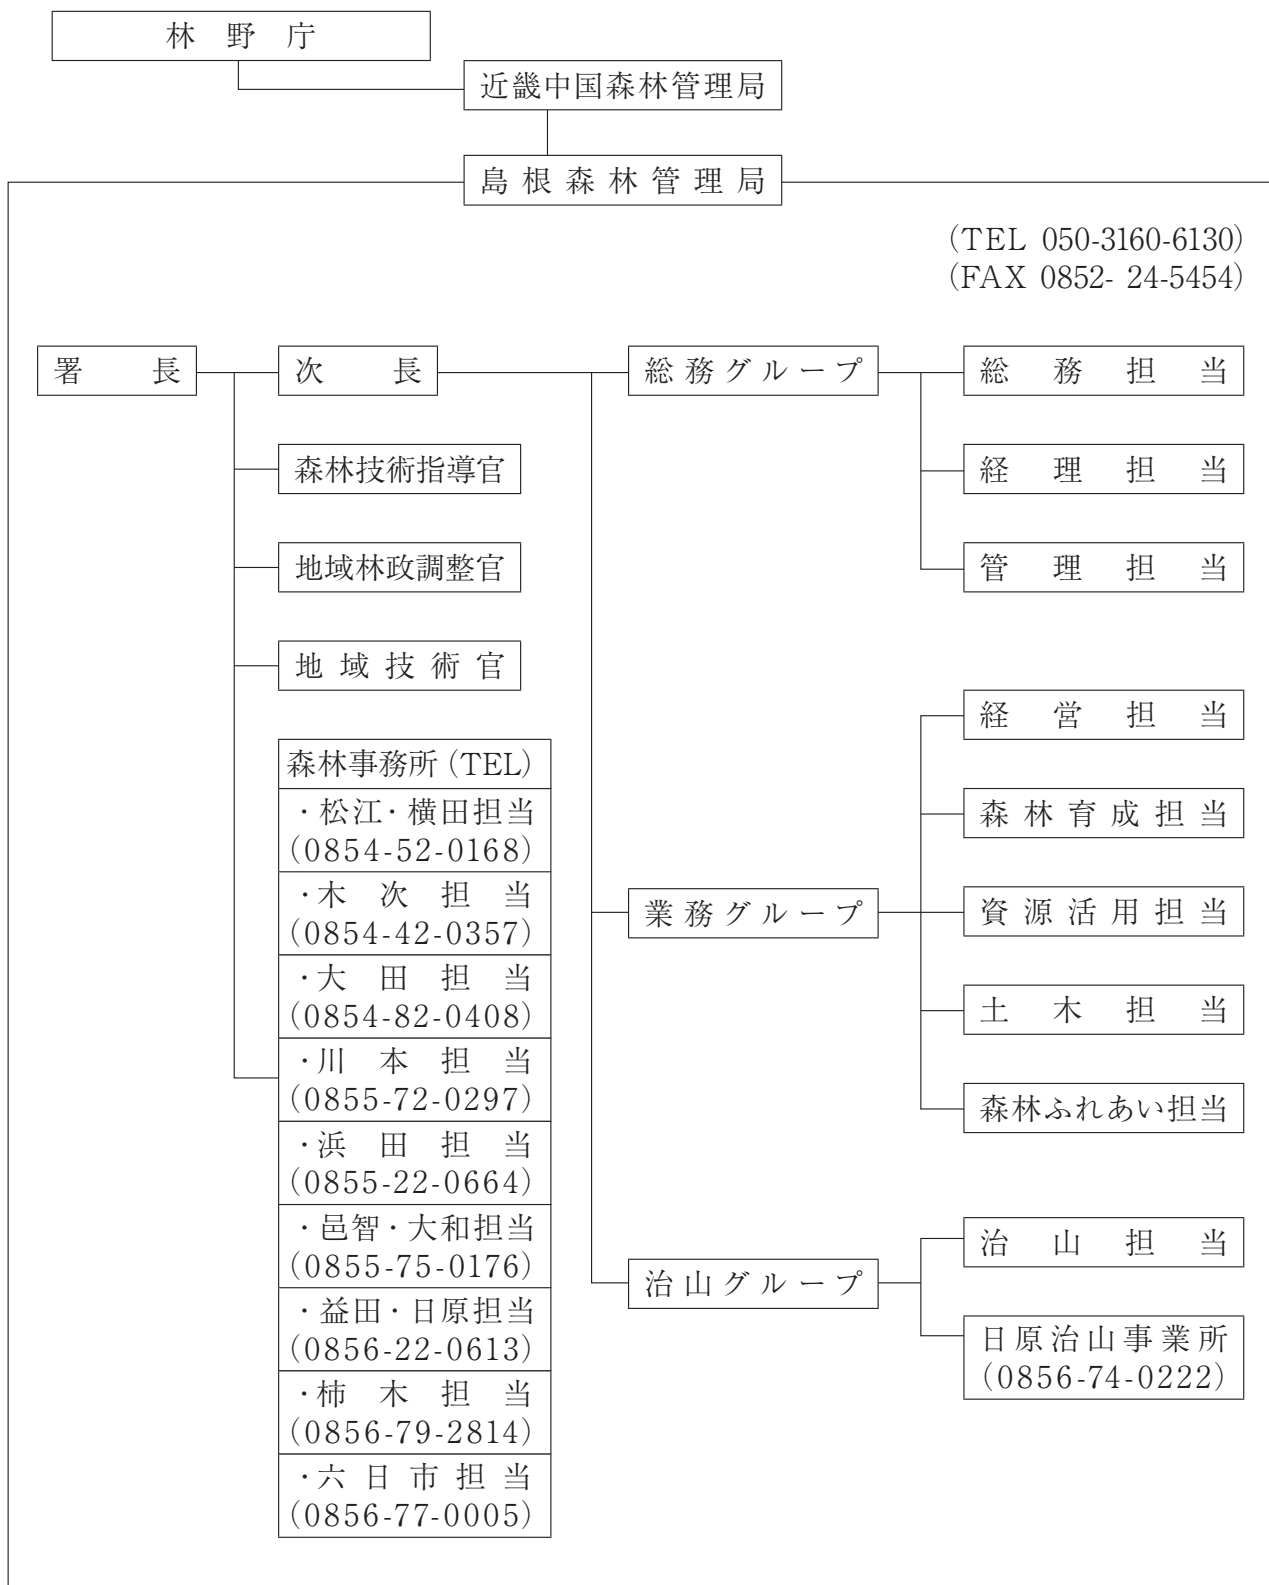 林野庁
近畿中国森林管理局
島根森林管理局
(TEL 050-3160-6130)
(FAX 0852- 24-5454)
署長
次長
森林技術指導官
地域林政調整官
地域技術官
森林事務所(TEL)
・松江・横田担当
(0854-52-0168)
・木次担当
(0854-42-0357)
・大田担当
(0854-82-0408)
・川本担当
(0855-72-0297)
・浜田担当
(0855-22-0664)
・邑智・大和担当
(0855-75-0176)
・益田・日原担当
(0856-22-0613)
・柿木担当
(0856-79-2814)
・六日市担当
(0856-77-0005)
総務グループ
総務担当
経理担当
管理担当
業務グループ
経営担当
森林育成担当
資源活用担当
土木担当
森林ふれあい担当
治山グループ
治山担当
日原治山事業所
(0856-74-0222)